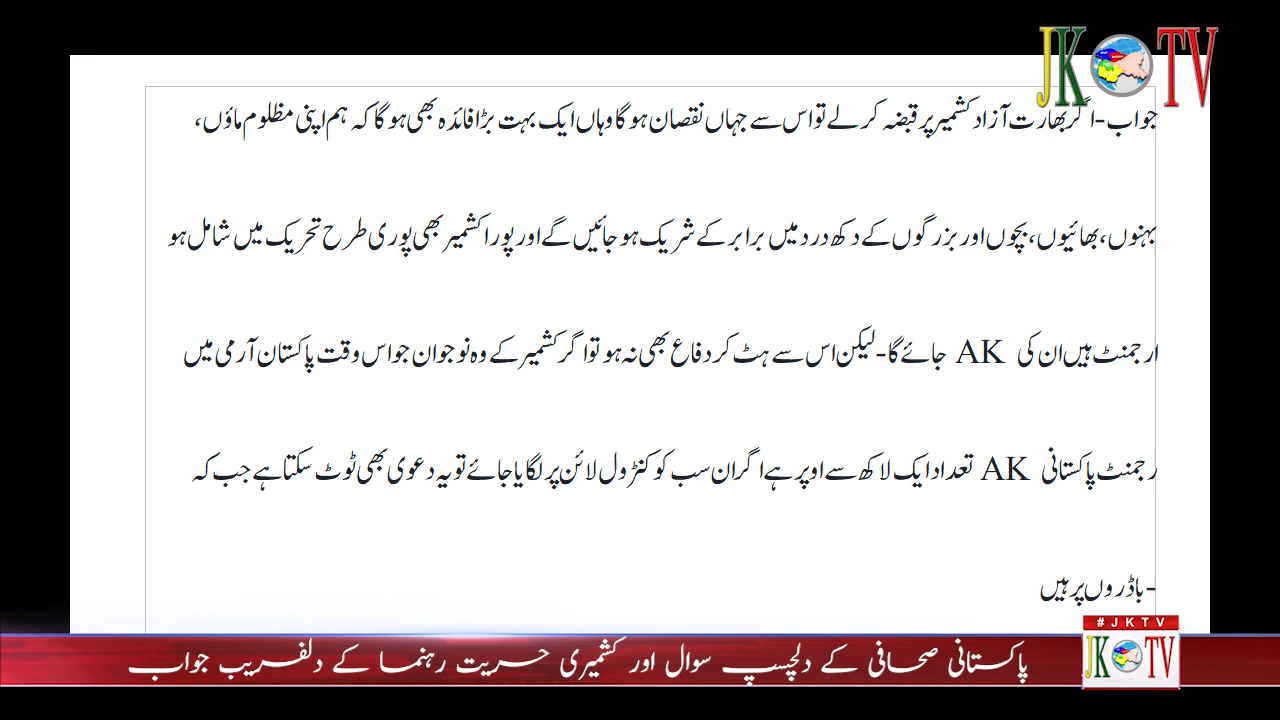 JK TV
جواب-اگر بھارت آزاد کشمیر پر قبضہ کرلے تو اس سے جہاں نقصان ہو گا وہاں ایک بہت بڑا فائدہ بھی ہو گا کہ ہم اپنی مظلوم ماؤں،
بہنوں، بھائیوں، بچوں اور بزرگوں کے دکھ درد میں برابر کے شریک ہو جائیں گے اور پورا کشمیر بھی پوری طرح تحریک میں شامل ہو
ارجمنٹ ہیں ان کی AK جائے گا-لیکن اس سے ہٹ کر دفاع بھی نہ ہو تو اگر کشمیر کے وہ نوجوان جو اس وقت پاکستان آرمی میں
رجمنٹ پاکستانی AK تعداد ایک لاکھ سے اوپر ہے اگر ان سب کو کنٹرول لائن پر لگایا جائے تو یہ دعوی بھی ٹوٹ سکتا ہے جب کہ
-باڈروں پر ہیں
#JKTV
JK TV
پاکستانی صحافی کے دلچسپ سوال اور کشمیری حریت رہنما کے دلفریب جواب